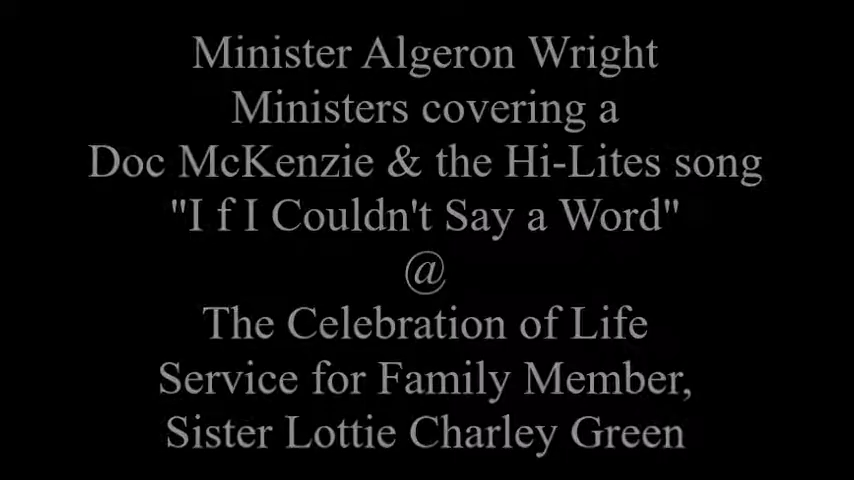 Minister Algeron Wright
Ministers covering a
Doc McKenzie & the Hi-Lites song
"I f I Couldn't Say a Word"
@
The Celebration of Life
Service for Family Member,
Sister Lottie Charley Green